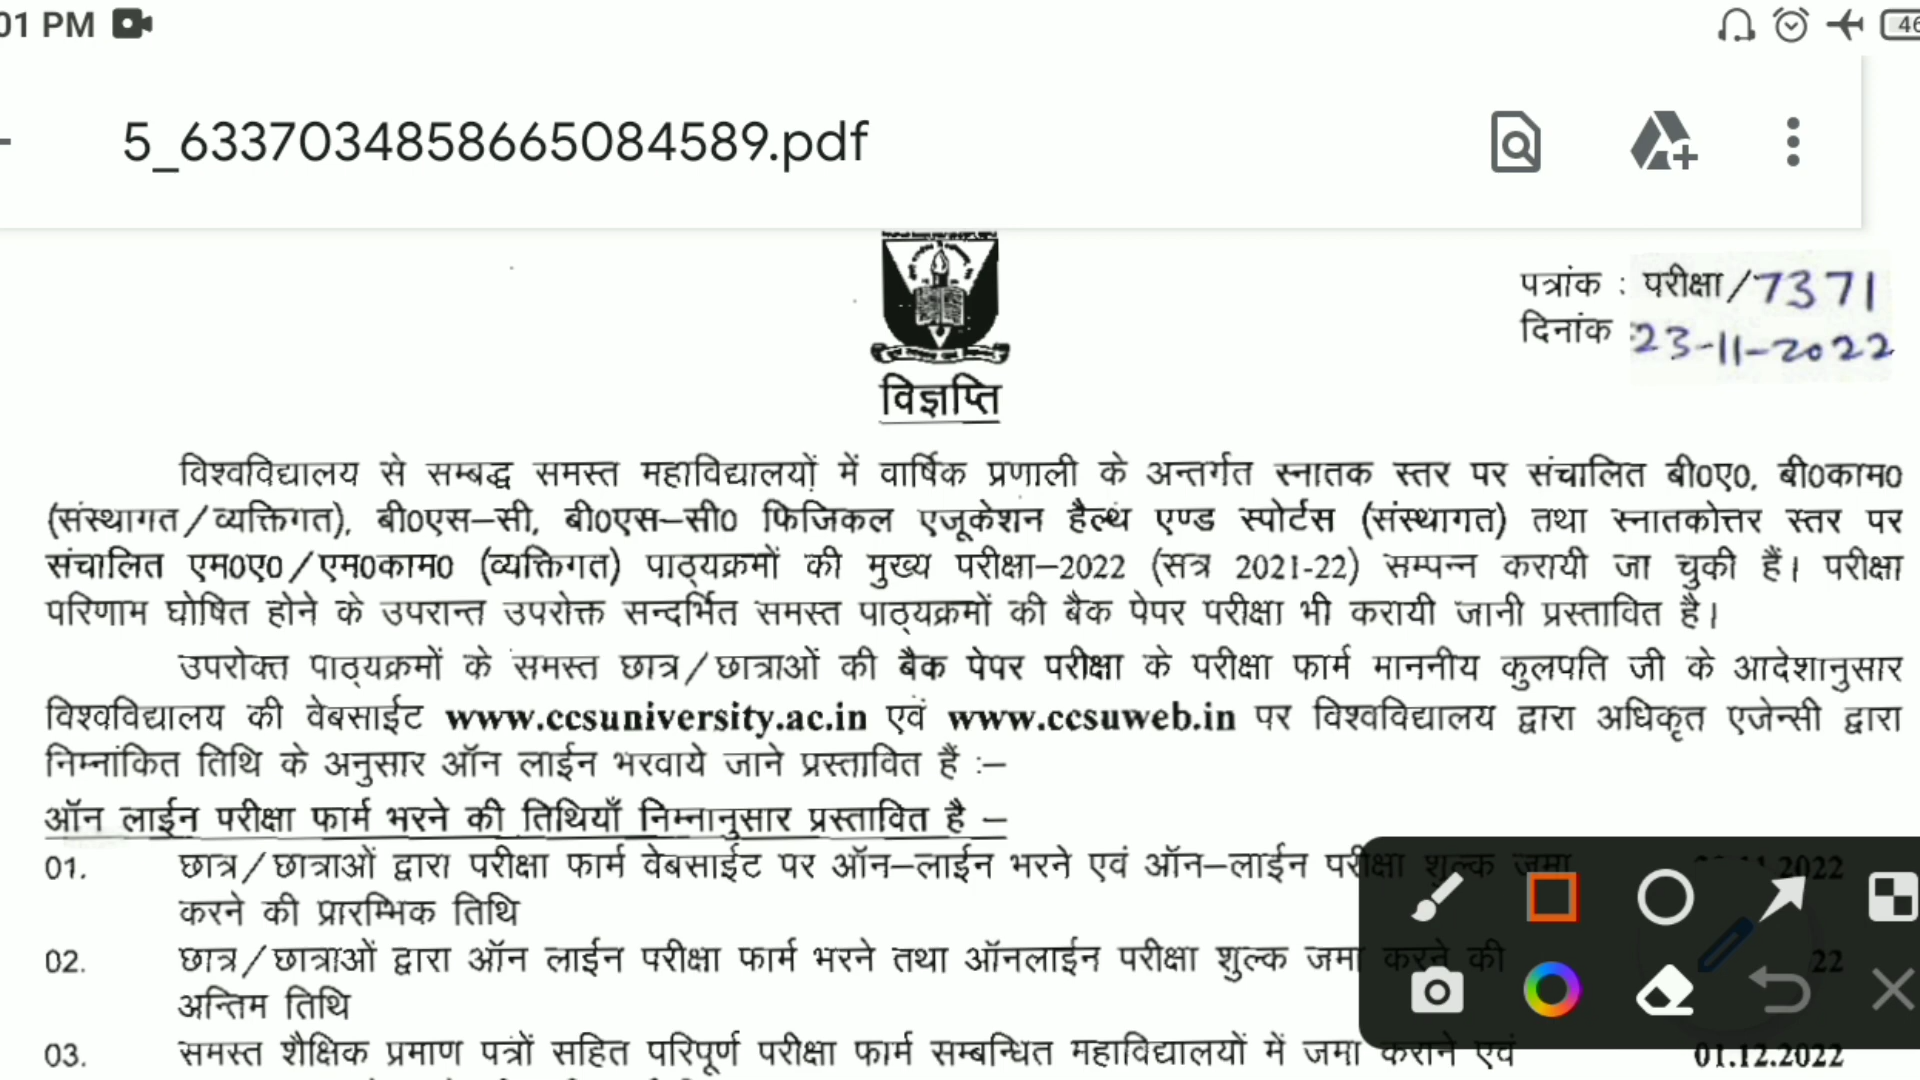 01 PM
46
5_6337034858665084589.pdf
पत्रांक : परीक्षा/7371
दिनांक :23-11-2022
विज्ञप्ति
विश्वविद्यालय से सम्बद्ध समस्त महाविद्यालयों में वार्षिक प्रणाली के अन्तर्गत स्नातक स्तर पर संचालित बी0ए0, बी0काम0
(संस्थागत/व्यक्तिगत), बी0एस–सी, बी0एस–सी0 फिजिकल एजूकेशन हैल्थ एण्ड स्पोर्टस (संस्थागत) तथा स्नातकोत्तर स्तर पर
संचालित एम0ए0/एम0काम0 (व्यक्तिगत) पाठ्यक्रमों की मुख्य परीक्षा–2022 (सत्र 2021-22) सम्पन्न करायी जा चुकी हैं। परीक्षा
परिणाम घोषित होने के उपरान्त उपरोक्त सन्दर्भित समस्त पाठ्यक्रमों की बैक पेपर परीक्षा भी करायी जानी प्रस्तावित है।
उपरोक्त पाठ्यक्रमों के समस्त छात्र/छात्राओं की बैक पेपर परीक्षा के परीक्षा फार्म माननीय कुलपति जी के आदेशानुसार
विश्वविद्यालय की वेबसाईट www.ccsuniversity.ac.in एवं www.ccsuweb.in पर विश्वविद्यालय द्वारा अधिकृत एजेन्सी द्वारा
निम्नांकित तिथि के अनुसार ऑन लाईन भरवाये जाने प्रस्तावित हैं :–
ऑन लाईन परीक्षा फार्म भरने की तिथियाँ निम्नानुसार प्रस्तावित है –
01. छात्र/छात्राओं द्वारा परीक्षा फार्म वेबसाईट पर ऑन–लाईन भरने एवं ऑन–लाईन परीक्षा शुल्क जमा
करने की प्रारम्भिक तिथि
02. छात्र/छात्राओं द्वारा ऑन लाईन परीक्षा फार्म भरने तथा ऑनलाईन परीक्षा शुल्क जमा करने की
अन्तिम तिथि
03. समस्त शैक्षिक प्रमाण पत्रों सहित परिपूर्ण परीक्षा फार्म सम्बन्धित महाविद्यालयों में जमा कराने एवं 01.12.2022